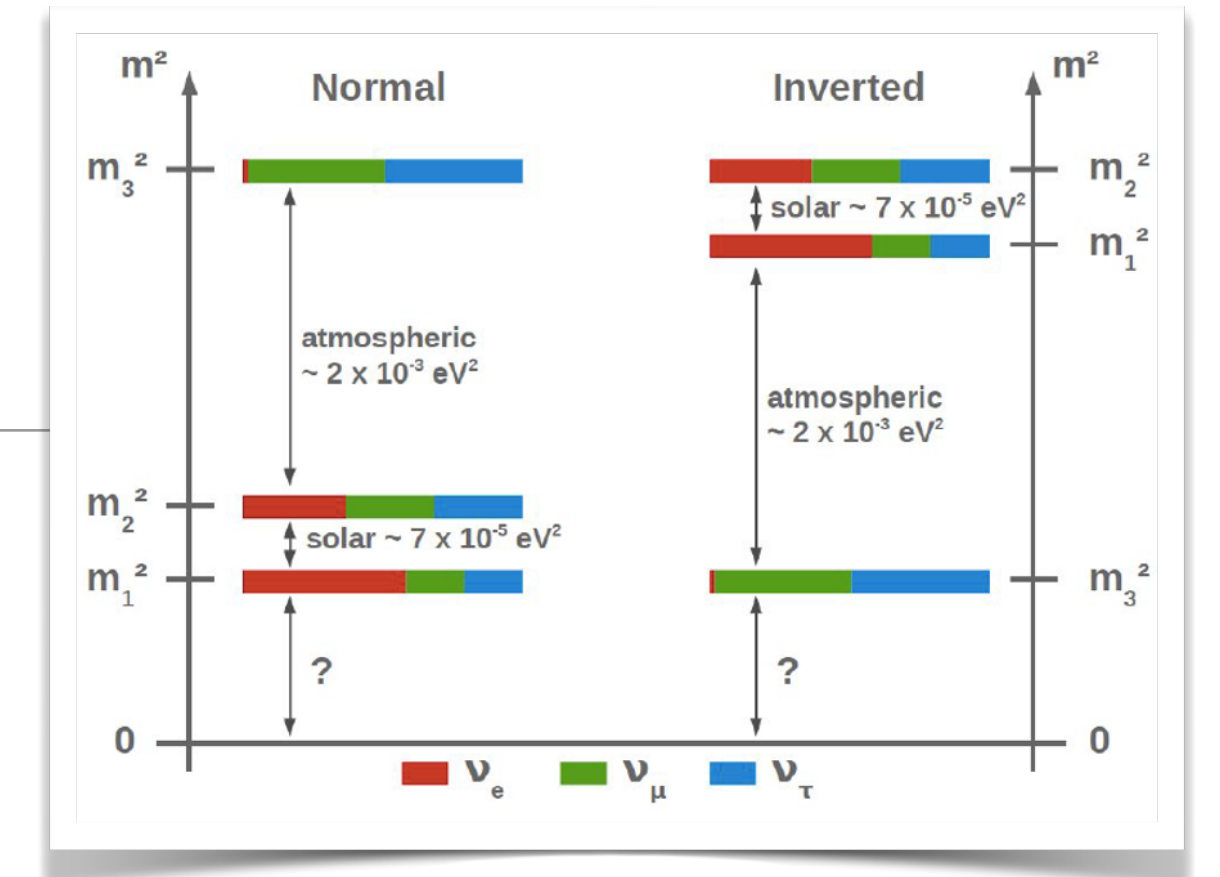 m²
Normal
Inverted
m²
m₃²
m₂²
solar ~ 7 x 10⁻⁵ eV²
m₁²
atmospheric
~ 2 x 10⁻³ eV²
atmospheric
~ 2 x 10⁻³ eV²
m₂²
solar ~ 7 x 10⁻⁵ eV²
m₁²
m₃²
?
?
0
0
νₑ
ν_μ
ν_τ